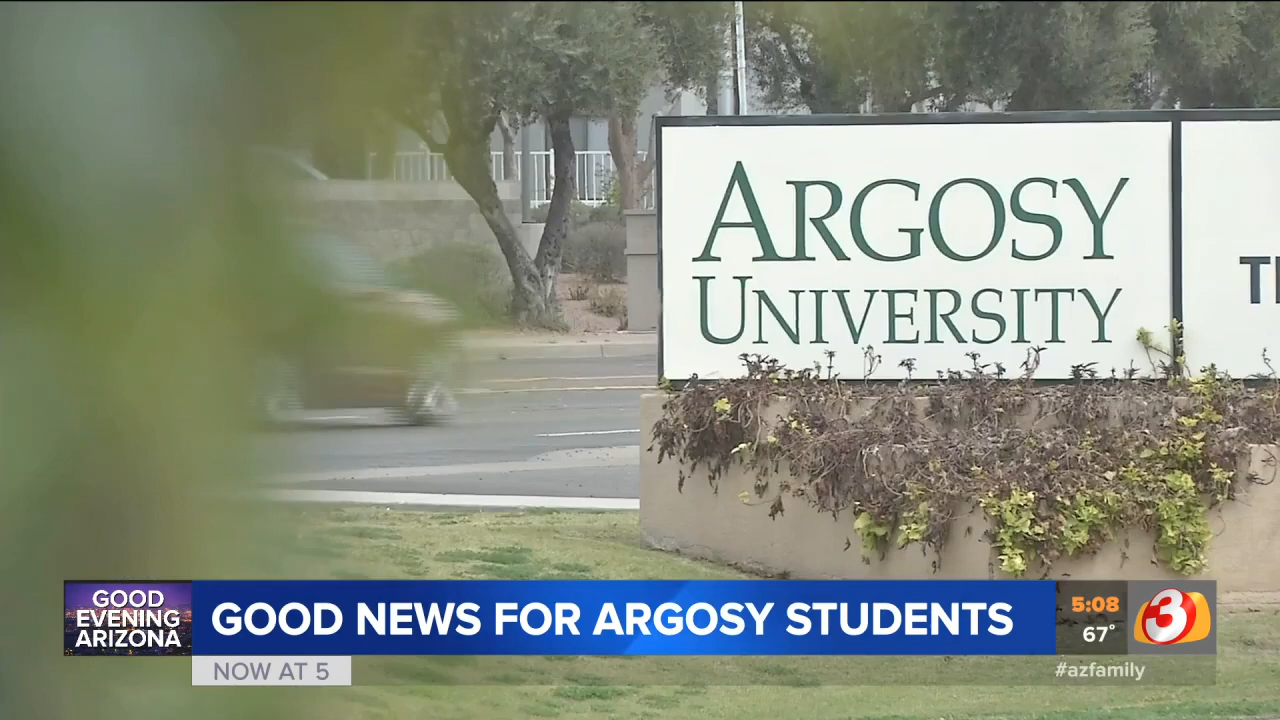 ARGOSY
UNIVERSITY
GOOD
EVENING
ARIZONA
GOOD NEWS FOR ARGOSY STUDENTS
5:08
67°
3
NOW AT 5
#azfamily